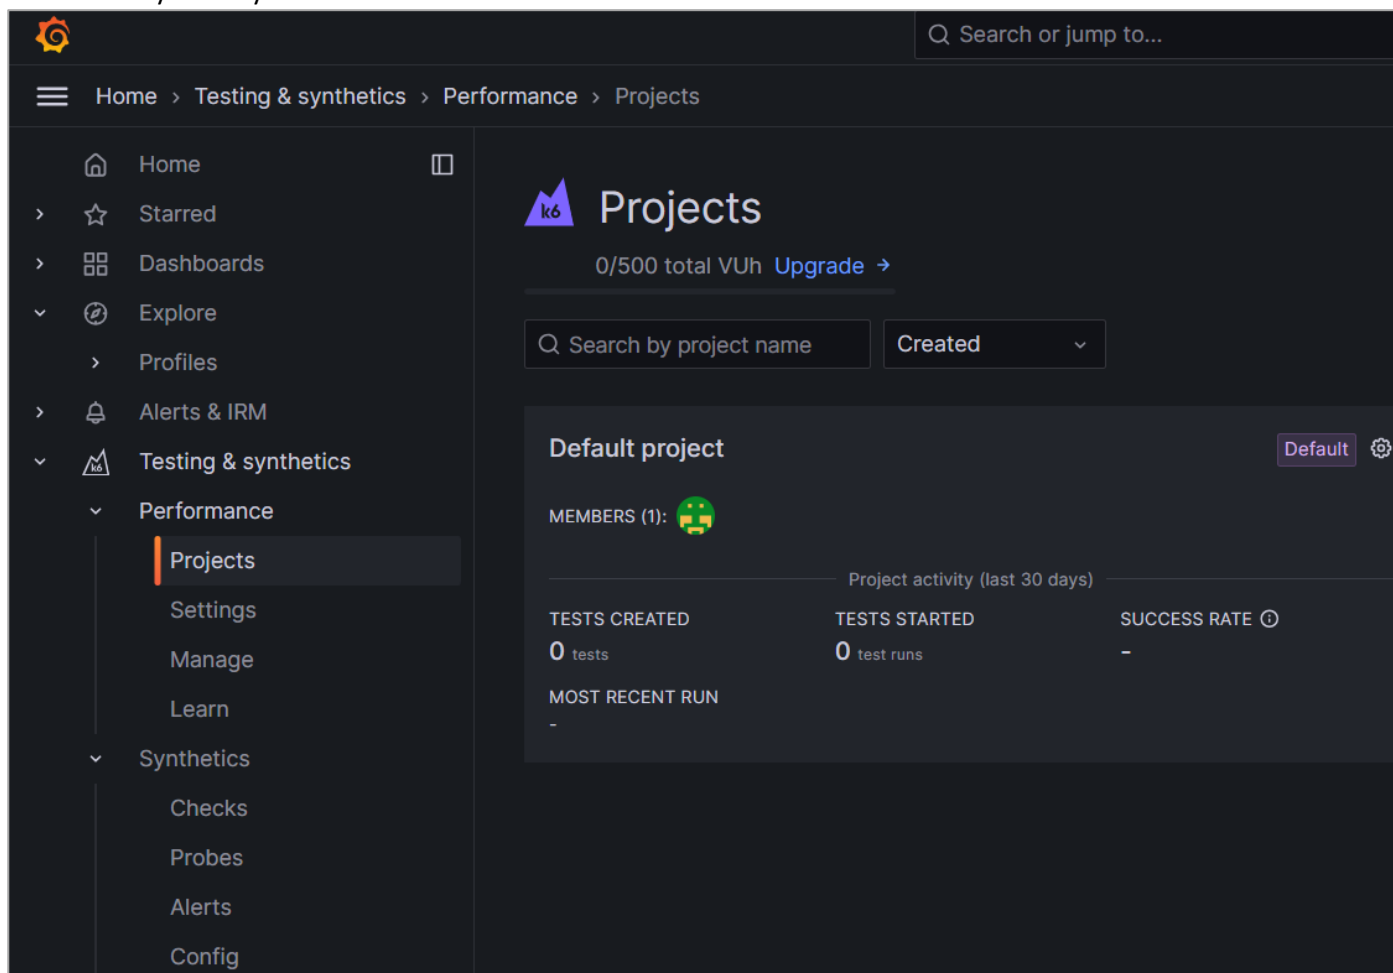 Search or jump to...
Home › Testing & synthetics › Performance › Projects
Home
Starred
Dashboards
Explore
Profiles
Alerts & IRM
Testing & synthetics
Performance
Projects
Settings
Manage
Learn
Synthetics
Checks
Probes
Alerts
Config
k6 Projects
0/500 total VUh Upgrade →
Search by project name Created
Default project Default
MEMBERS (1):
Project activity (last 30 days)
TESTS CREATED TESTS STARTED SUCCESS RATE
0 tests 0 test runs -
MOST RECENT RUN
-